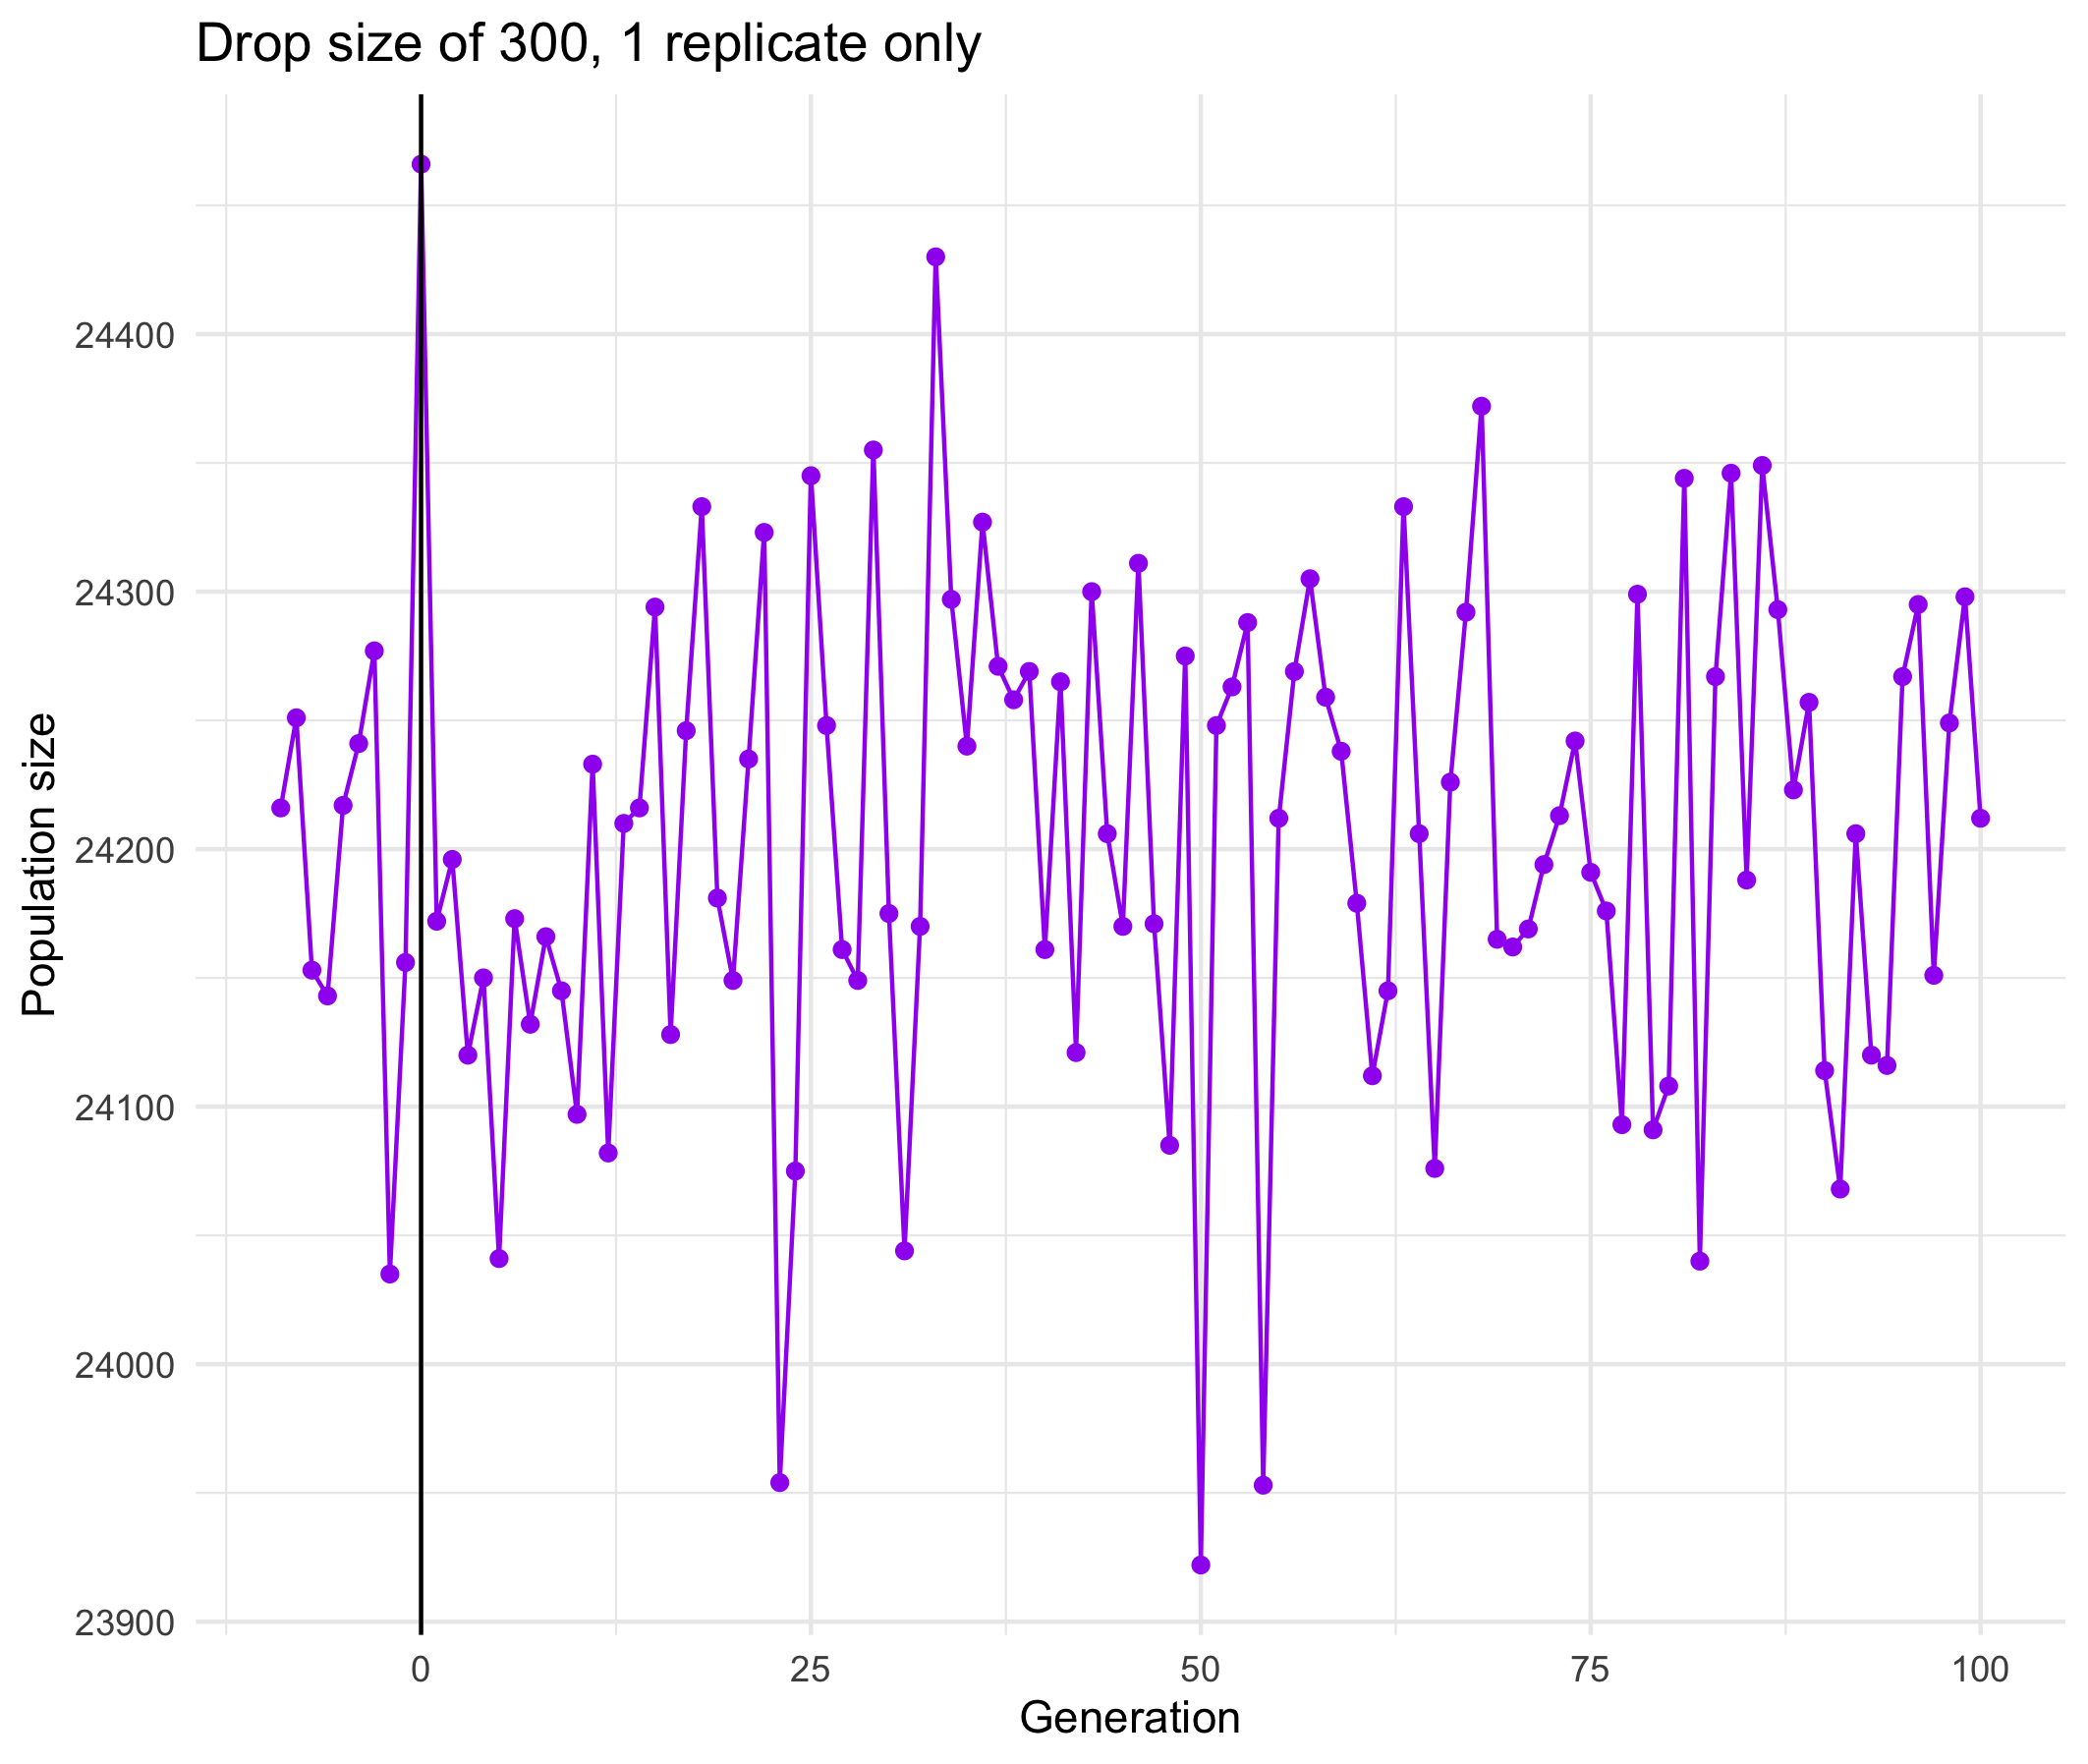 Drop size of 300, 1 replicate only
Population size
24400
24300
24200
24100
24000
23900
0 25 50 75 100
Generation